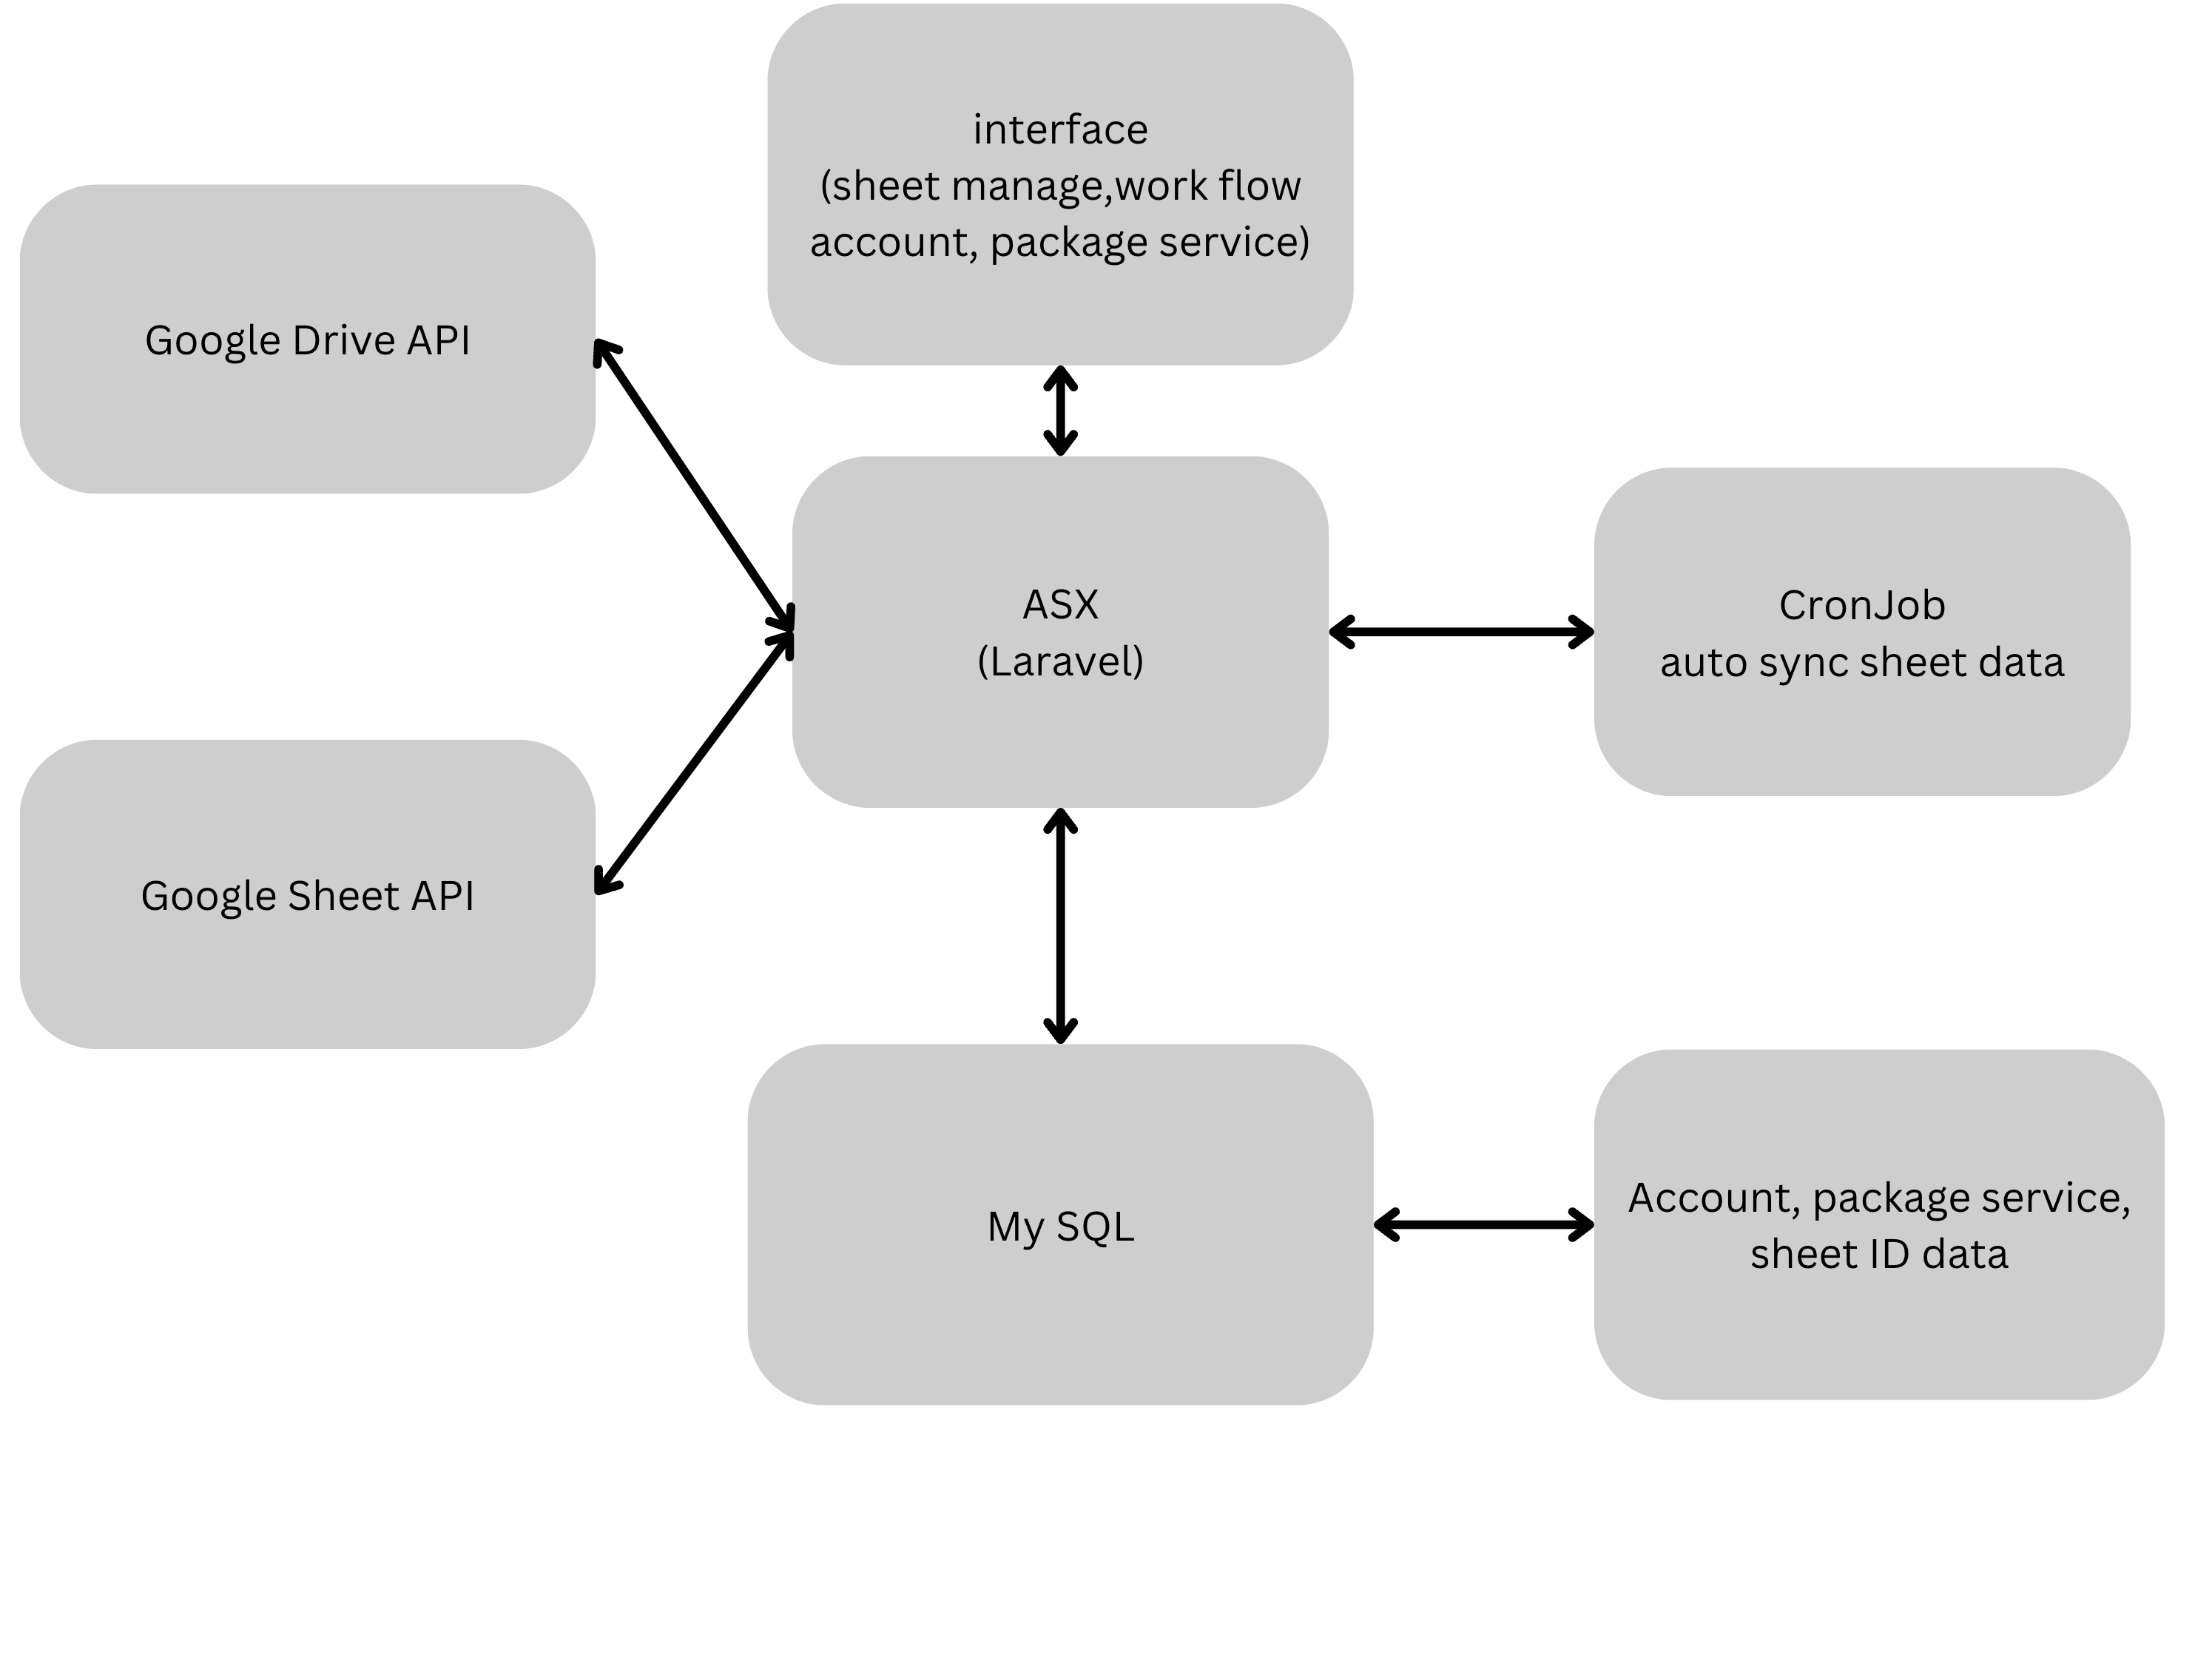 interface
(sheet manage,work flow
account, package service)
Google Drive API
ASX
(Laravel)
CronJob
auto sync sheet data
Google Sheet API
My SQL
Account, package service,
sheet ID data